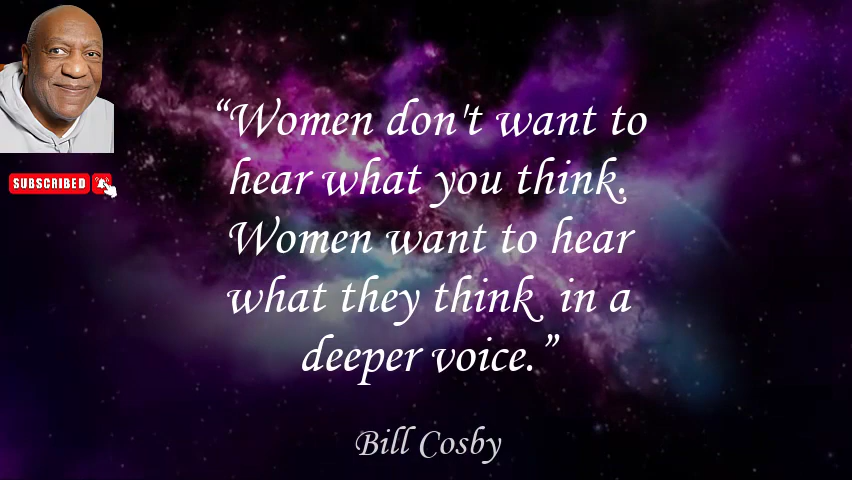 SUBSCRIBED
“Women don't want to
hear what you think.
Women want to hear
what they think in a
deeper voice.”
Bill Cosby